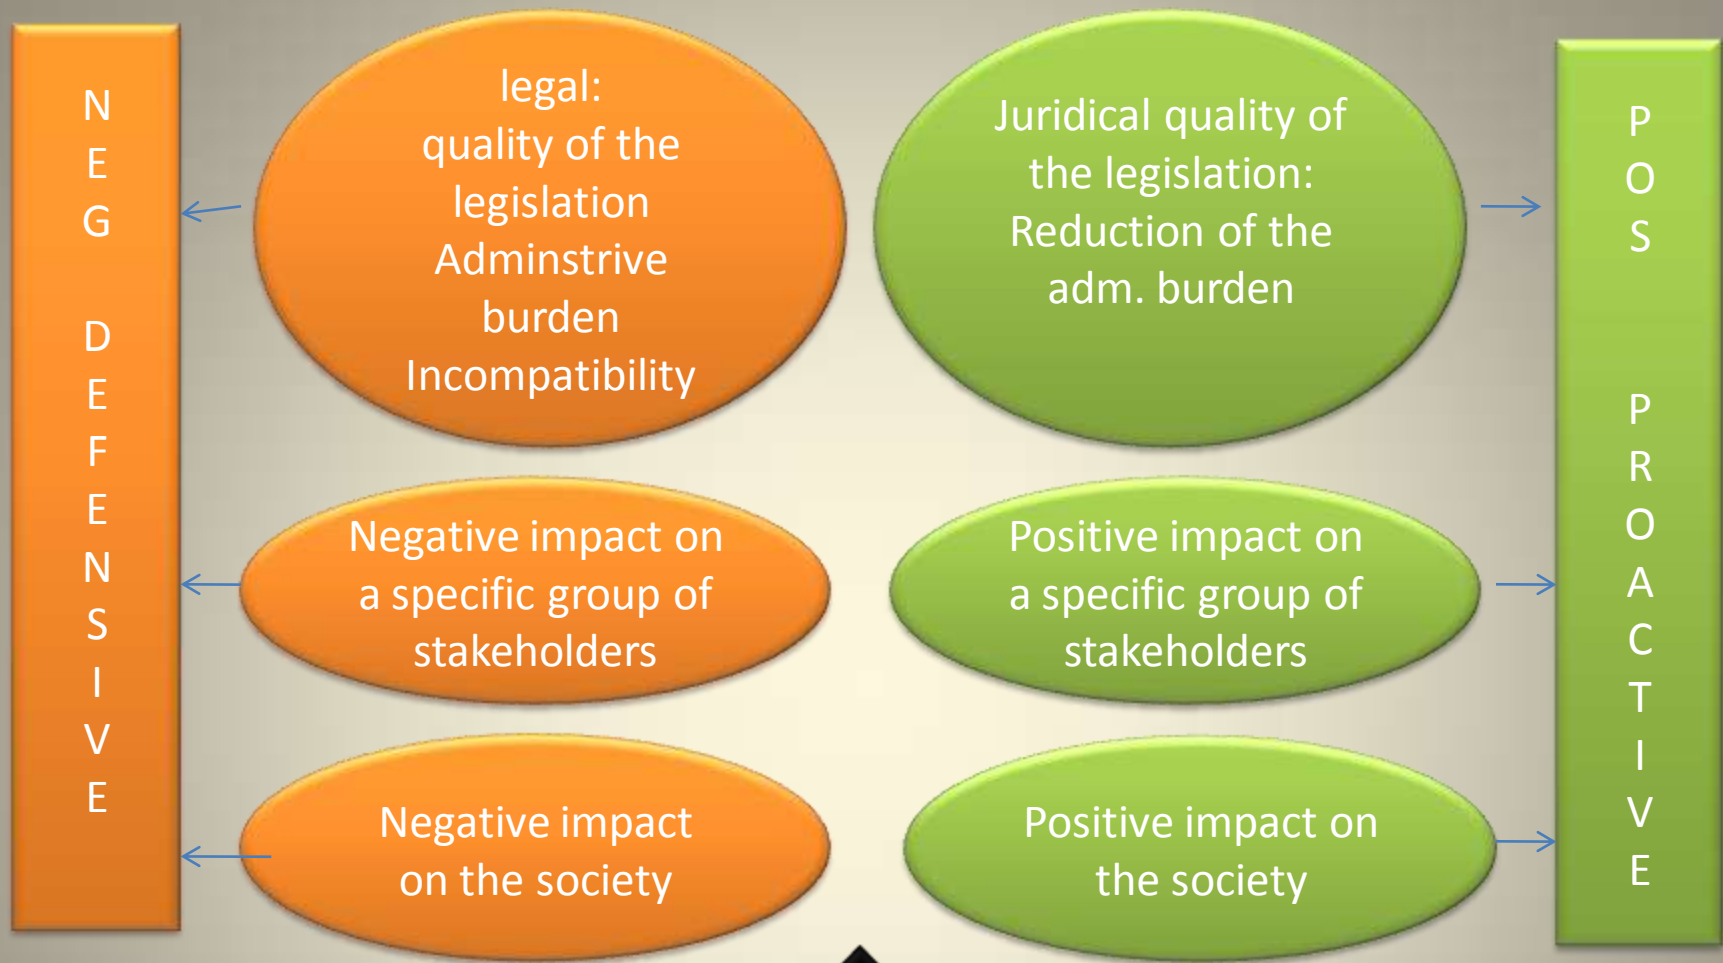 N
E
G
D
E
F
E
N
S
I
V
E
legal:
quality of the
legislation
Adminstrive
burden
Incompatibility
Negative impact on
a specific group of
stakeholders
Negative impact
on the society
Juridical quality of
the legislation:
Reduction of the
adm. burden
Positive impact on
a specific group of
stakeholders
Positive impact on
the society
P
O
S
P
R
O
A
C
T
I
V
E